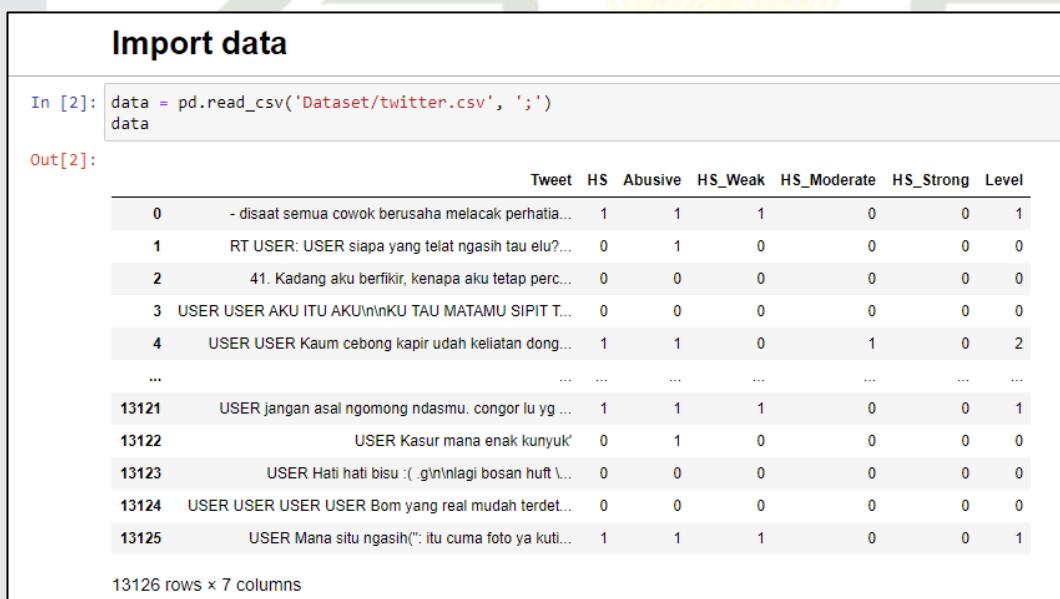 Import data
In [2]: data = pd.read_csv('Dataset/twitter.csv', ';')
data
Out[2]:
Tweet HS Abusive HS_Weak HS_Moderate HS_Strong Level
0 - disaat semua cowok berusaha melacak perhatia... 1 1 1 0 0 1
1 RT USER: USER siapa yang telat ngasih tau elu?... 0 1 0 0 0 0
2 41. Kadang aku berfikir, kenapa aku tetap perc... 0 0 0 0 0 0
3 USER USER AKU ITU AKU\n\nKU TAU MATAMU SIPIT T... 0 0 0 0 0 0
4 USER USER Kaum cebong kapir udah keliatan dong... 1 1 0 1 0 2
... ... ... ... ... ... ... ...
13121 USER jangan asal ngomong ndasmu. congor lu yg ... 1 1 1 0 0 1
13122 USER Kasur mana enak kunyuk' 0 1 0 0 0 0
13123 USER Hati hati bisu :( .g\n\nlagi bosan huft \... 0 0 0 0 0 0
13124 USER USER USER USER Bom yang real mudah terdet... 0 0 0 0 0 0
13125 USER Mana situ ngasih(": itu cuma foto ya kuti... 1 1 1 0 0 1
13126 rows × 7 columns